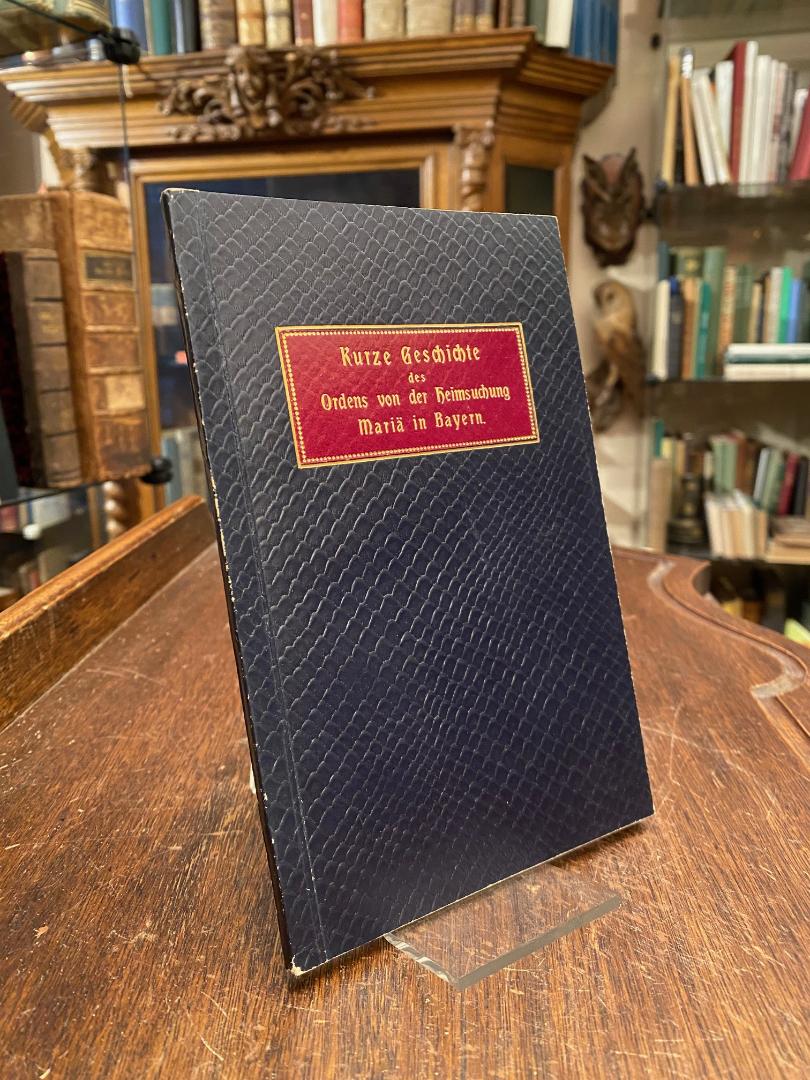 Kurze Geschichte
des
Ordens von der Heimsuchung
Mariä in Bayern.